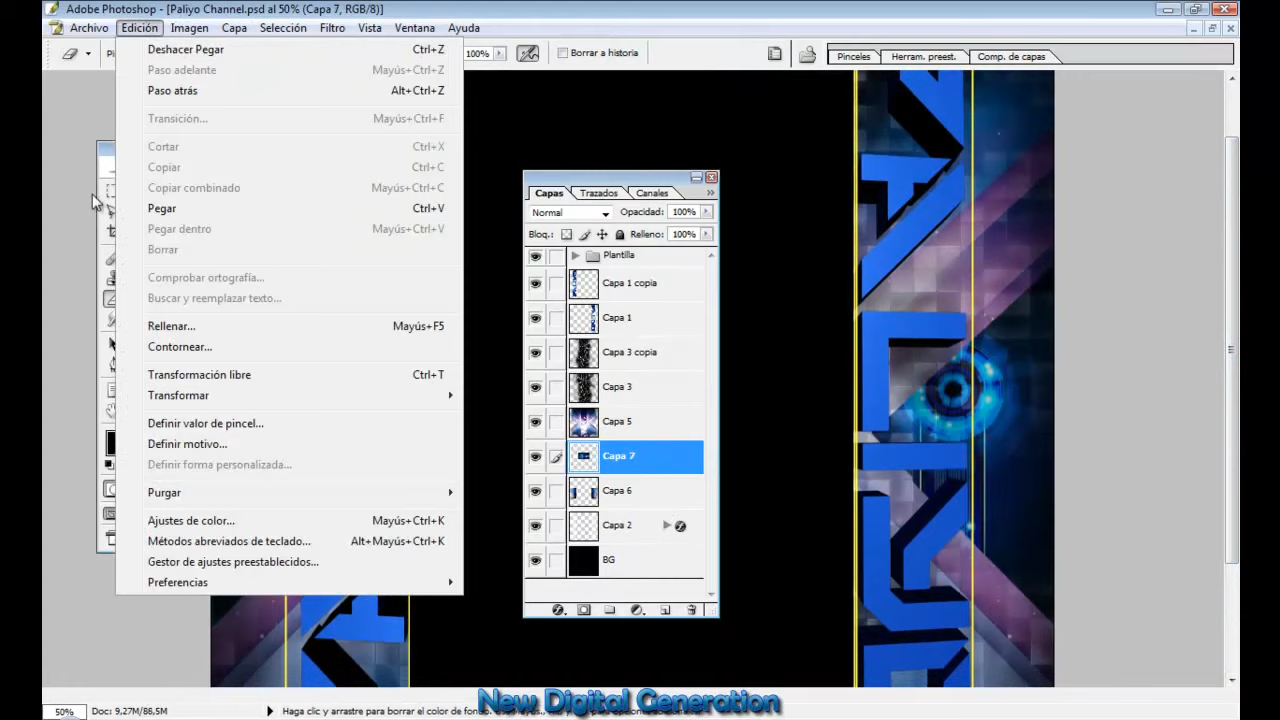 Adobe Photoshop - [Paliyo Channel.psd al 50% (Capa 7, RGB/8)]
Archivo Edición Imagen Capa Selección Filtro Vista Ventana Ayuda
100% Borrar a historia Pinceles Herram. preest. Comp. de capas
Deshacer Pegar Ctrl+Z
Paso adelante Mayús+Ctrl+Z
Paso atrás Alt+Ctrl+Z
Transición... Mayús+Ctrl+F
Cortar Ctrl+X
Copiar Ctrl+C
Copiar combinado Mayús+Ctrl+C
Pegar Ctrl+V
Pegar dentro Mayús+Ctrl+V
Borrar
Comprobar ortografía...
Buscar y reemplazar texto...
Rellenar... Mayús+F5
Contornear...
Transformación libre Ctrl+T
Transformar
Definir valor de pincel...
Definir motivo...
Definir forma personalizada...
Purgar
Ajustes de color... Mayús+Ctrl+K
Métodos abreviados de teclado... Alt+Mayús+Ctrl+K
Gestor de ajustes preestablecidos...
Preferencias
Capas Trazados Canales
Normal Opacidad: 100%
Bloq.: Relleno: 100%
Plantilla
Capa 1 copia
Capa 1
Capa 3 copia
Capa 3
Capa 5
Capa 7
Capa 6
Capa 2
BG
50% Doc: 9,27M/88,5M Haga clic y arrastre para borrar el color de fondo.
New Digital Generation